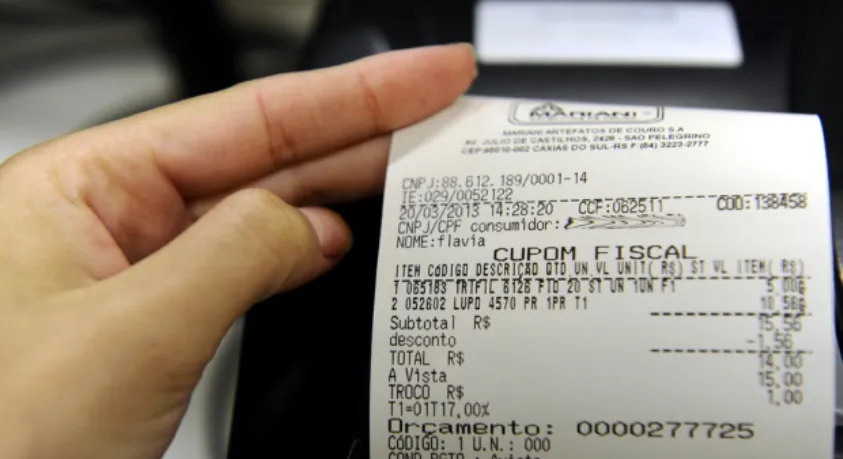 MARIANI
MARIANI ARTEFATOS DE COURO S.A
AV. JULIO DE CASTILHOS, 2426 - SAO PELEGRINO
CEP:95010-002 CAXIAS DO SUL-RS F (54) 3223-2777
CNPJ:88.612.189/0001-14
IE:029/0052122
20/03/2013 14:28:20 CCF:062511 COO:138458
CNPJ/CPF consumidor:
NOME:flavia
CUPOM FISCAL
ITEM CÓDIGO DESCRIÇÃO QTD.UN.VL UNIT( R$) ST VL ITEM( R$)
1 065183 TRIFIL 6126 FIO 20 ST UN 1UN F1 5,00
2 052602 LUPO 4570 PR 1PR T1 10,56
Subtotal R$ 15,56
desconto -1,56
TOTAL R$ 14,00
A Vista 15,00
TROCO R$ 1,00
T1=01T17,00%
Orçamento: 0000277725
CÓDIGO: 1 U.N.: 000